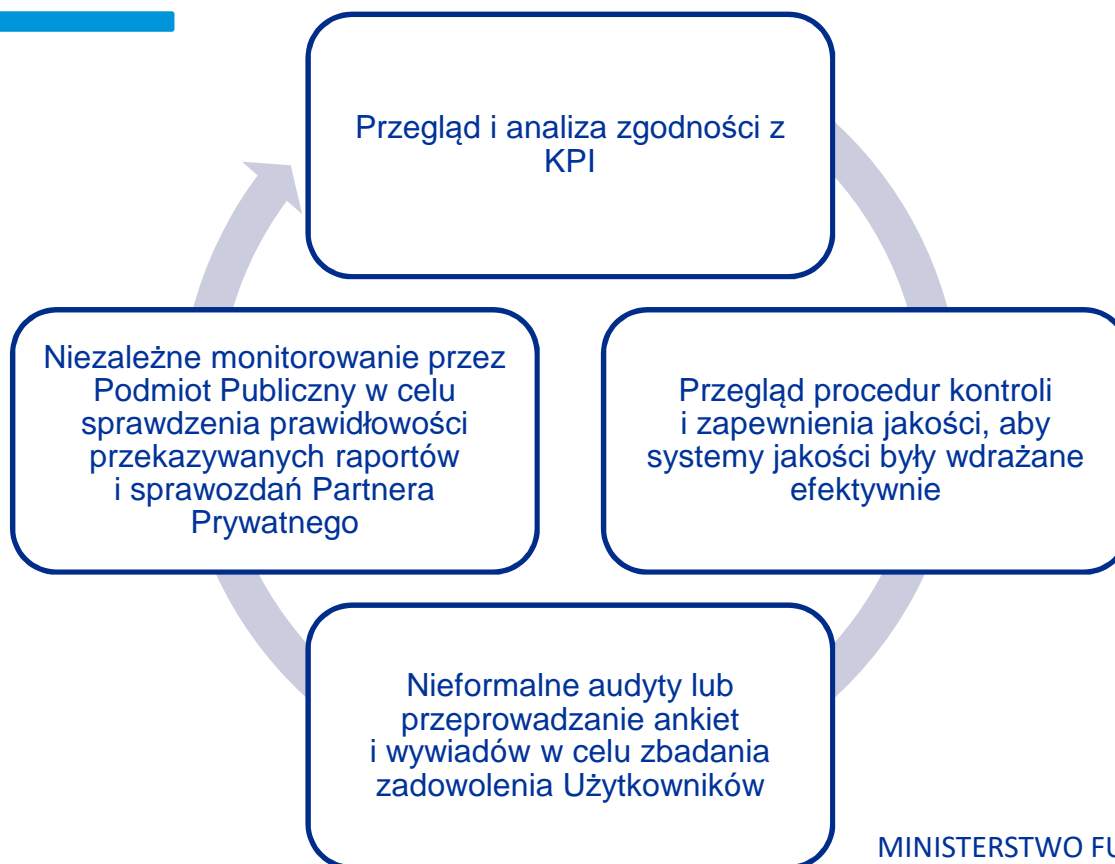 Przegląd i analiza zgodności z
KPI
Niezależne monitorowanie przez
Podmiot Publiczny w celu
sprawdzenia prawidłowości
przekazywanych raportów
i sprawozdań Partnera
Prywatnego
Przegląd procedur kontroli
i zapewnienia jakości, aby
systemy jakości były wdrażane
efektywnie
Nieformalne audyty lub
przeprowadzanie ankiet
i wywiadów w celu zbadania
zadowolenia Użytkowników
MINISTERSTWO FU